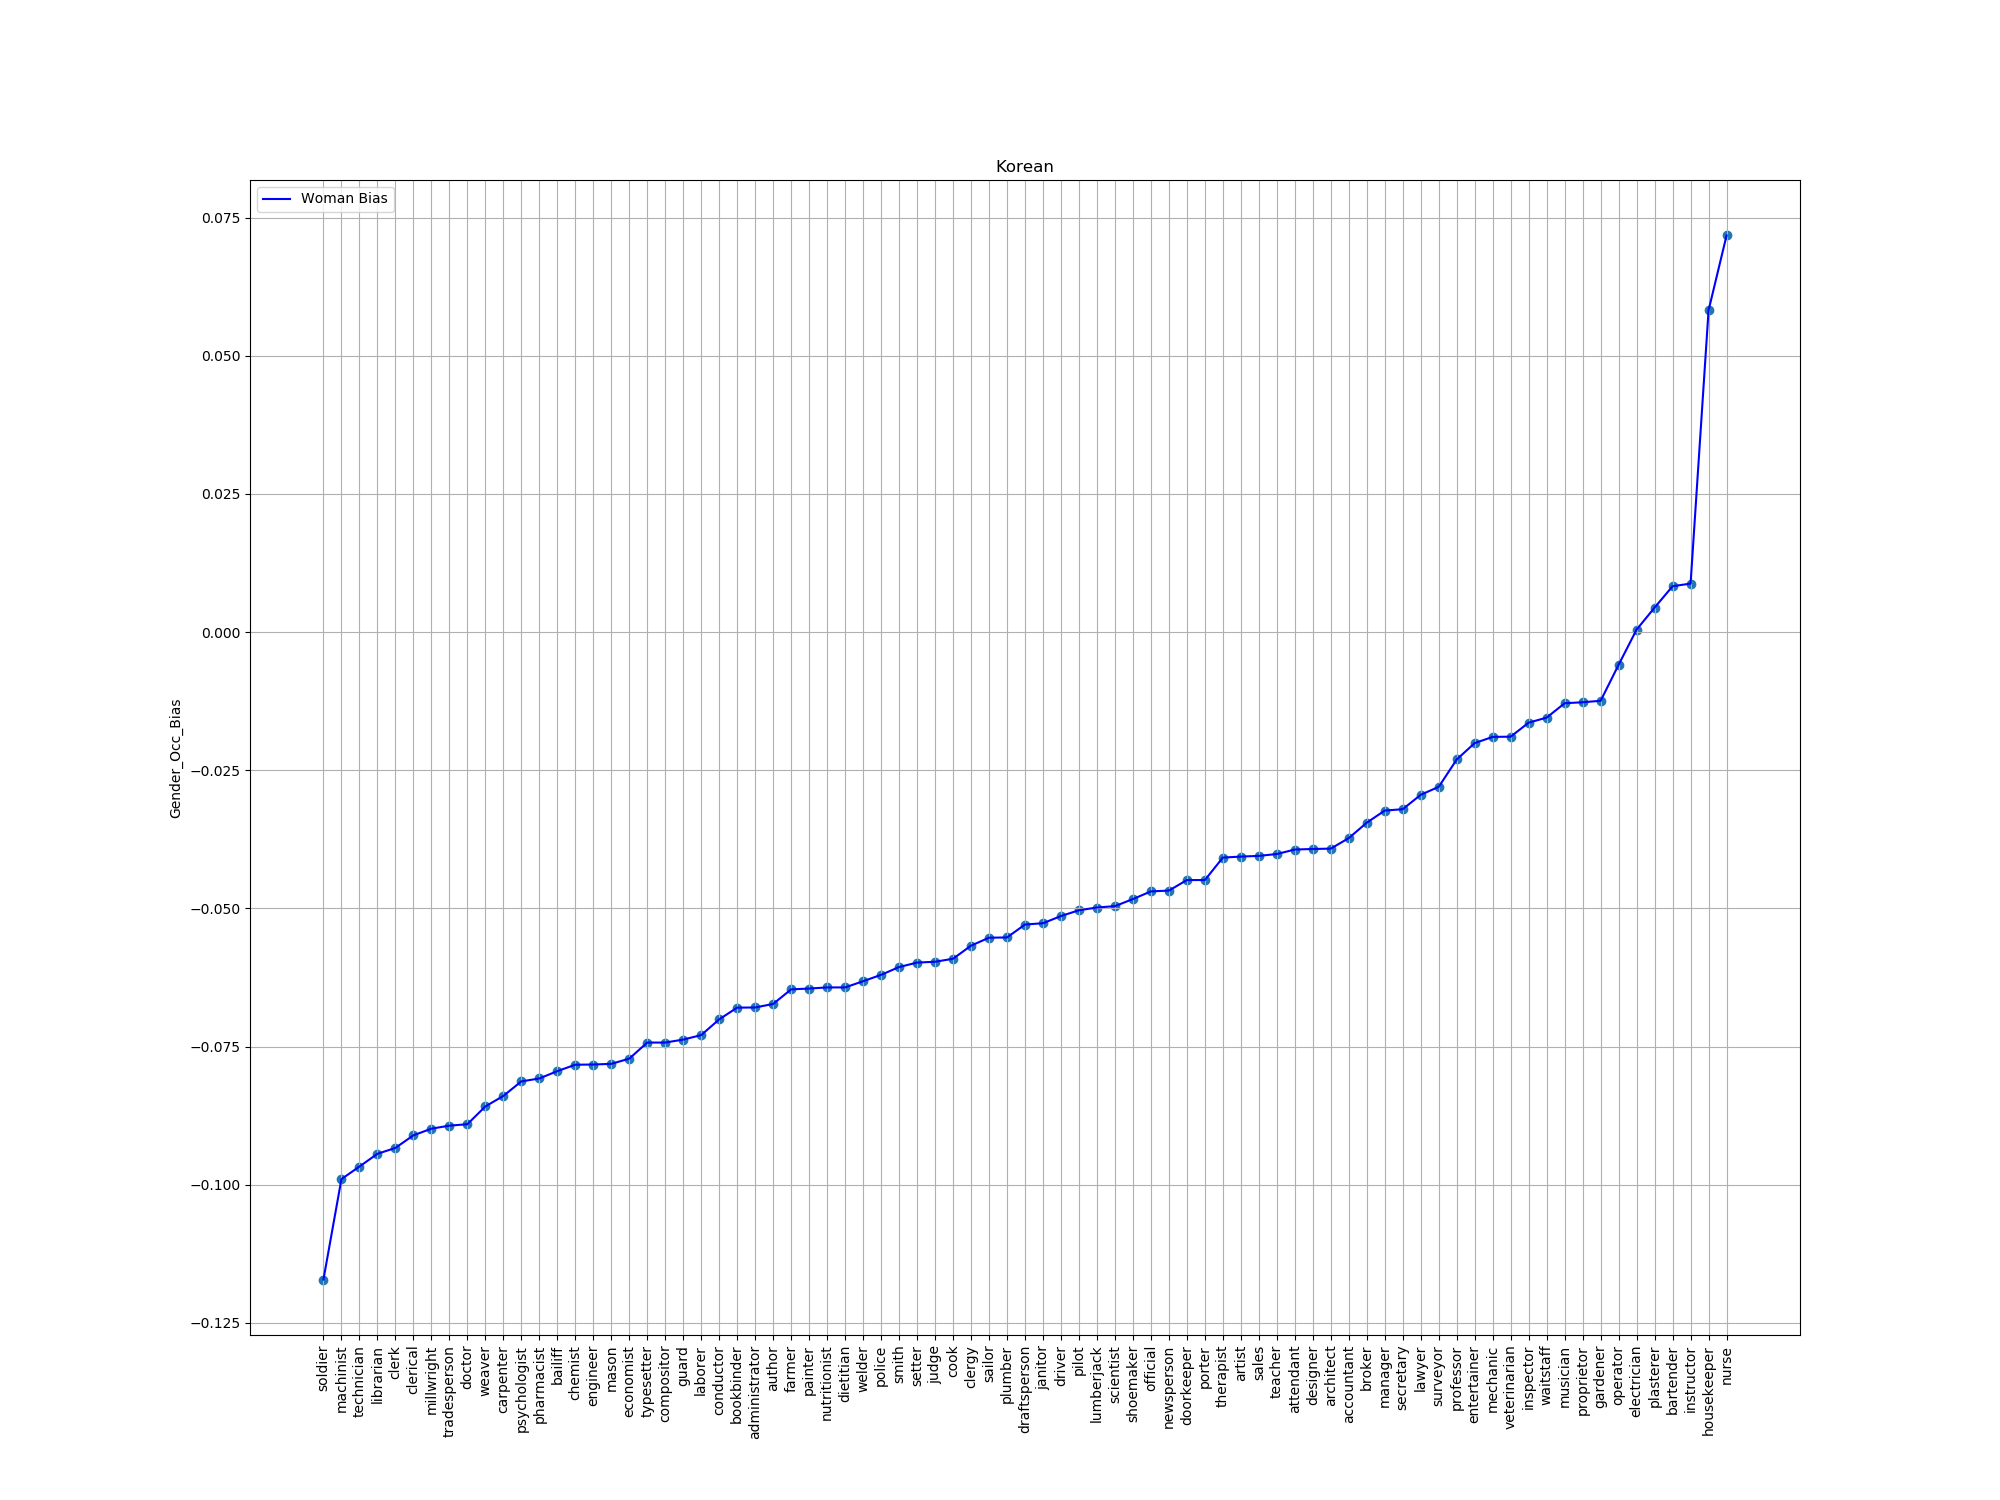 Korean
Woman Bias
0.075
0.050
0.025
0.000
−0.025
−0.050
−0.075
−0.100
−0.125
Gender_Occ_Bias
soldier
machinist
technician
librarian
clerk
clerical
millwright
tradesperson
doctor
weaver
carpenter
psychologist
pharmacist
bailiff
chemist
engineer
mason
economist
typesetter
compositor
guard
laborer
conductor
bookbinder
administrator
author
farmer
painter
nutritionist
dietitian
welder
police
smith
setter
judge
cook
clergy
sailor
plumber
draftsperson
janitor
driver
pilot
lumberjack
scientist
shoemaker
official
newsperson
doorkeeper
porter
therapist
artist
sales
teacher
attendant
designer
architect
accountant
broker
manager
secretary
lawyer
surveyor
professor
entertainer
mechanic
veterinarian
inspector
waitstaff
musician
proprietor
gardener
operator
electrician
plasterer
bartender
instructor
housekeeper
nurse